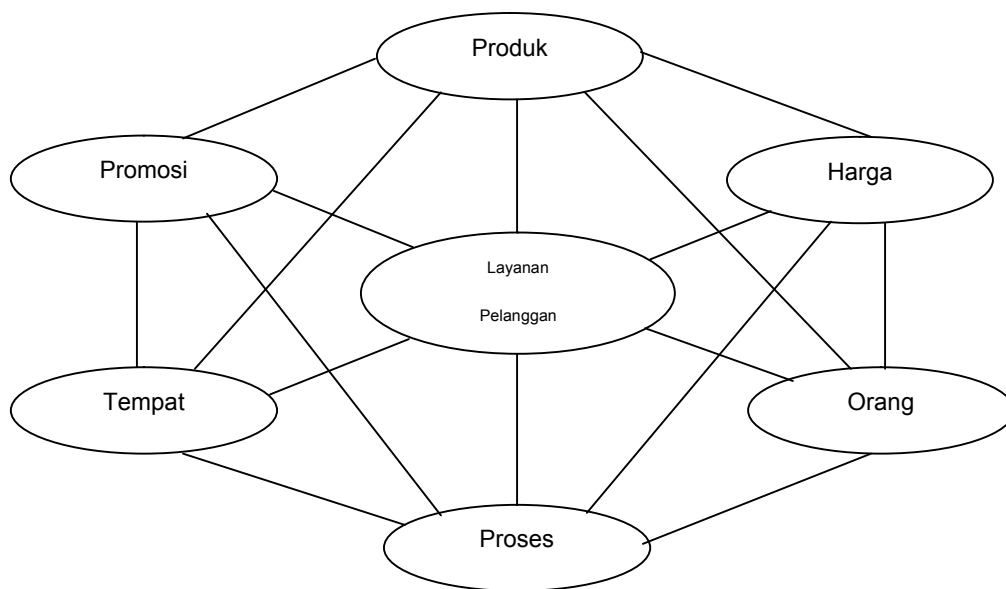 Produk
Promosi
Harga
Layanan
Pelanggan
Tempat
Orang
Proses